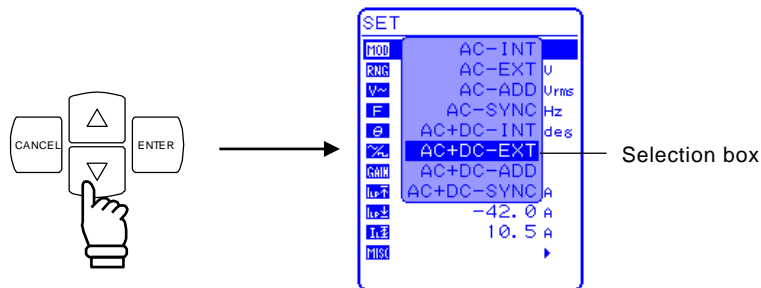 CANCEL
△
▽
ENTER
SET
MOD
AC-INT
RNG
AC-EXT V
V~
AC-ADD Vrms
F
AC-SYNC Hz
θ
AC+DC-INT deg
AC+DC-EXT
Selection box
GAIN
AC+DC-ADD
AC+DC-SYNC A
-42.0 A
10.5 A
MISC